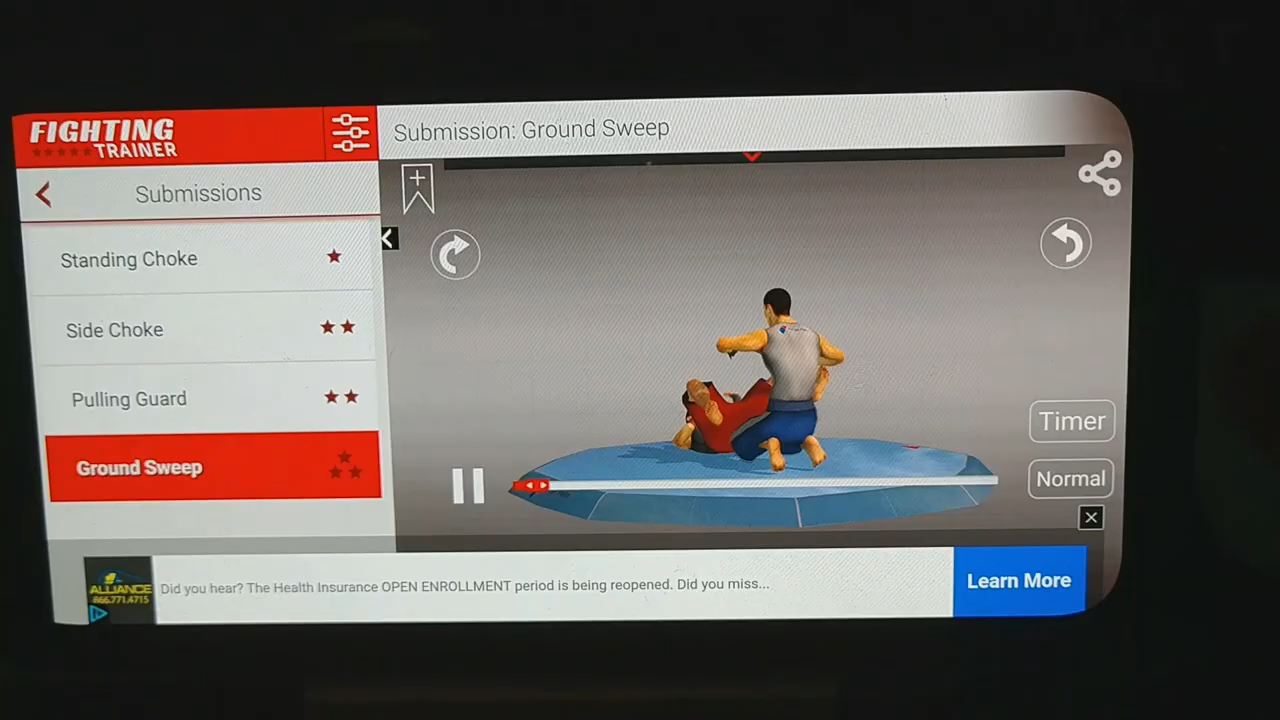 FIGHTING
TRAINER
Submission: Ground Sweep
Submissions
Standing Choke
Side Choke
Pulling Guard
Ground Sweep
Timer
Normal
ALLIANCE
866.771.4715
Did you hear? The Health Insurance OPEN ENROLLMENT period is being reopened. Did you miss...
Learn More